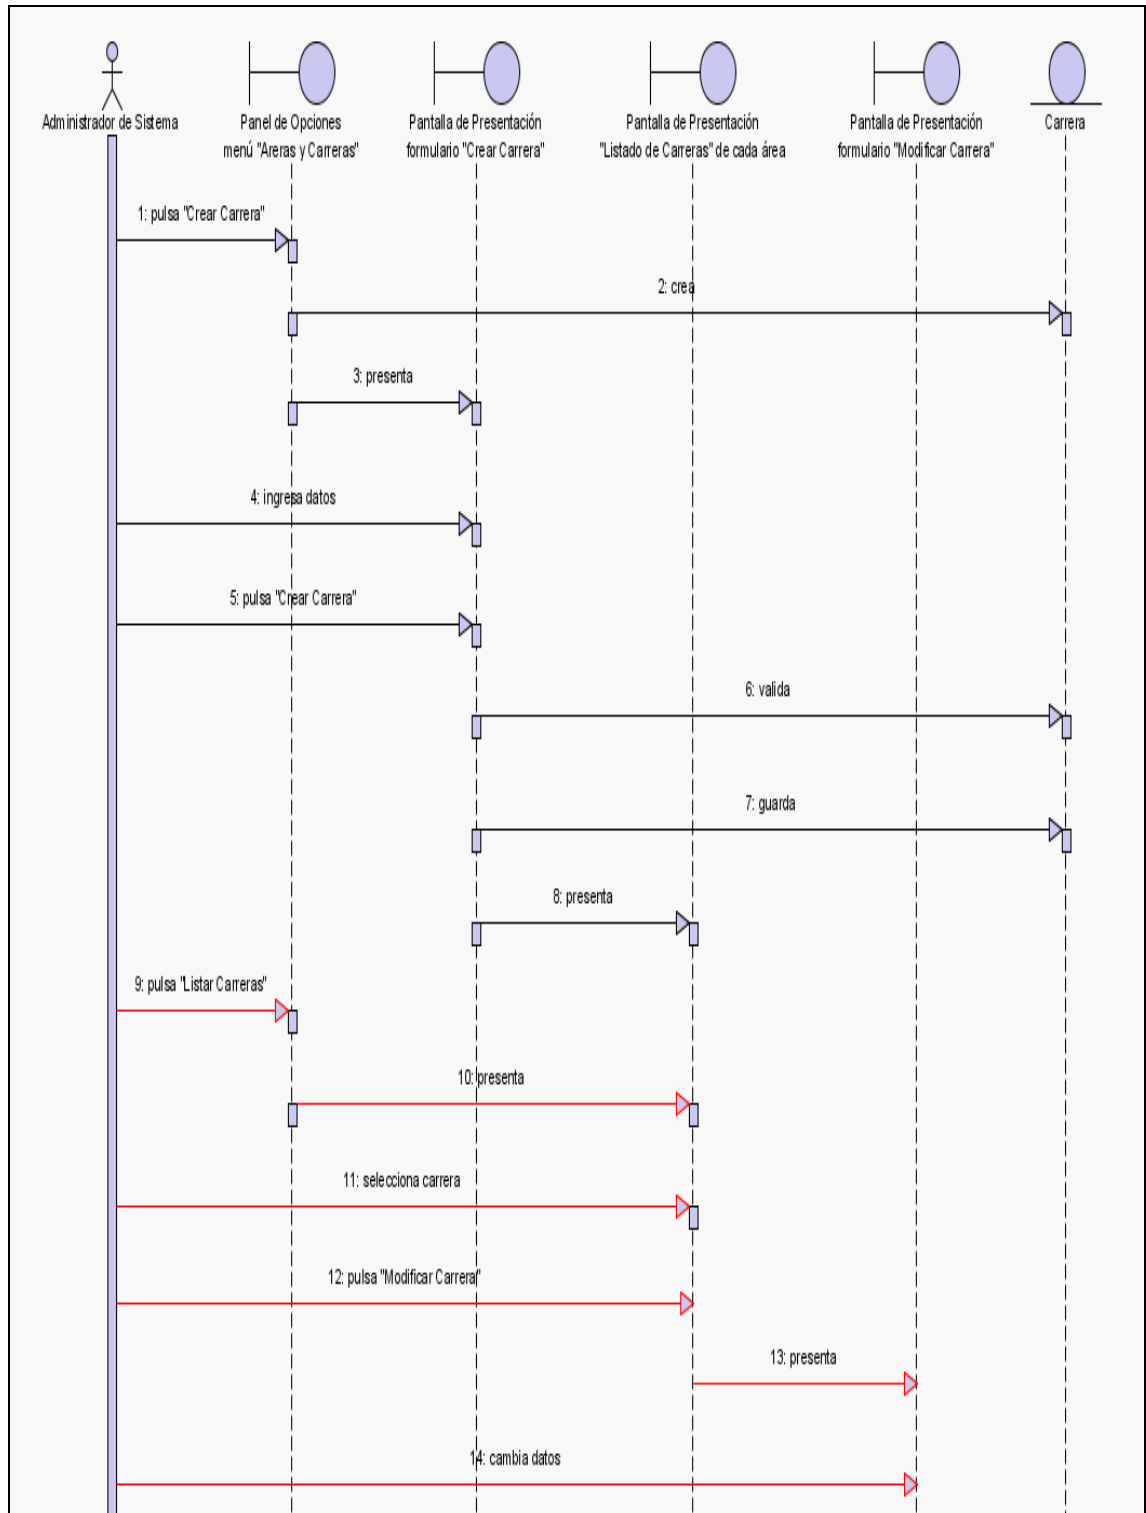 Administrador de Sistema
Panel de Opciones
menú "Areras y Carreras"
Pantalla de Presentación
formulario "Crear Carrera"
Pantalla de Presentación
"Listado de Carreras" de cada área
Pantalla de Presentación
formulario "Modificar Carrera"
Carrera
1: pulsa "Crear Carrera"
2: crea
3: presenta
4: ingresa datos
5: pulsa "Crear Carrera"
6: valida
7: guarda
8: presenta
9: pulsa "Listar Carreras"
10: presenta
11: selecciona carrera
12: pulsa "Modificar Carrera"
13: presenta
14: cambia datos